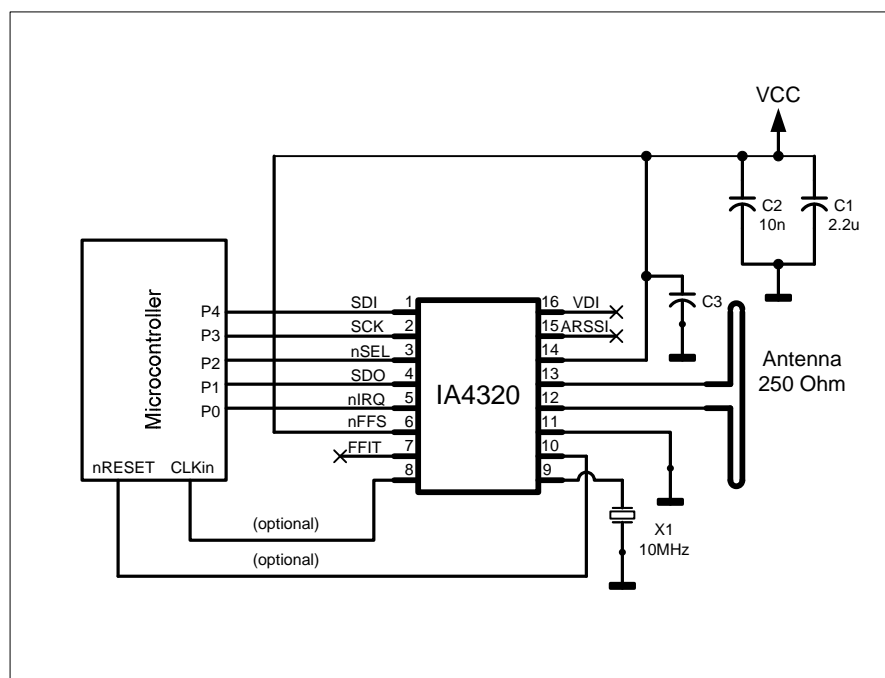 VCC
C2
10n
C1
2.2u
Microcontroller
P4
P3
P2
P1
P0
nRESET
CLKin
SDI
SCK
nSEL
SDO
nIRQ
nFFS
FFIT
1
2
3
4
5
6
7
8
IA4320
16
15
14
13
12
11
10
9
VDI
ARSSI
C3
Antenna
250 Ohm
X1
10MHz
(optional)
(optional)